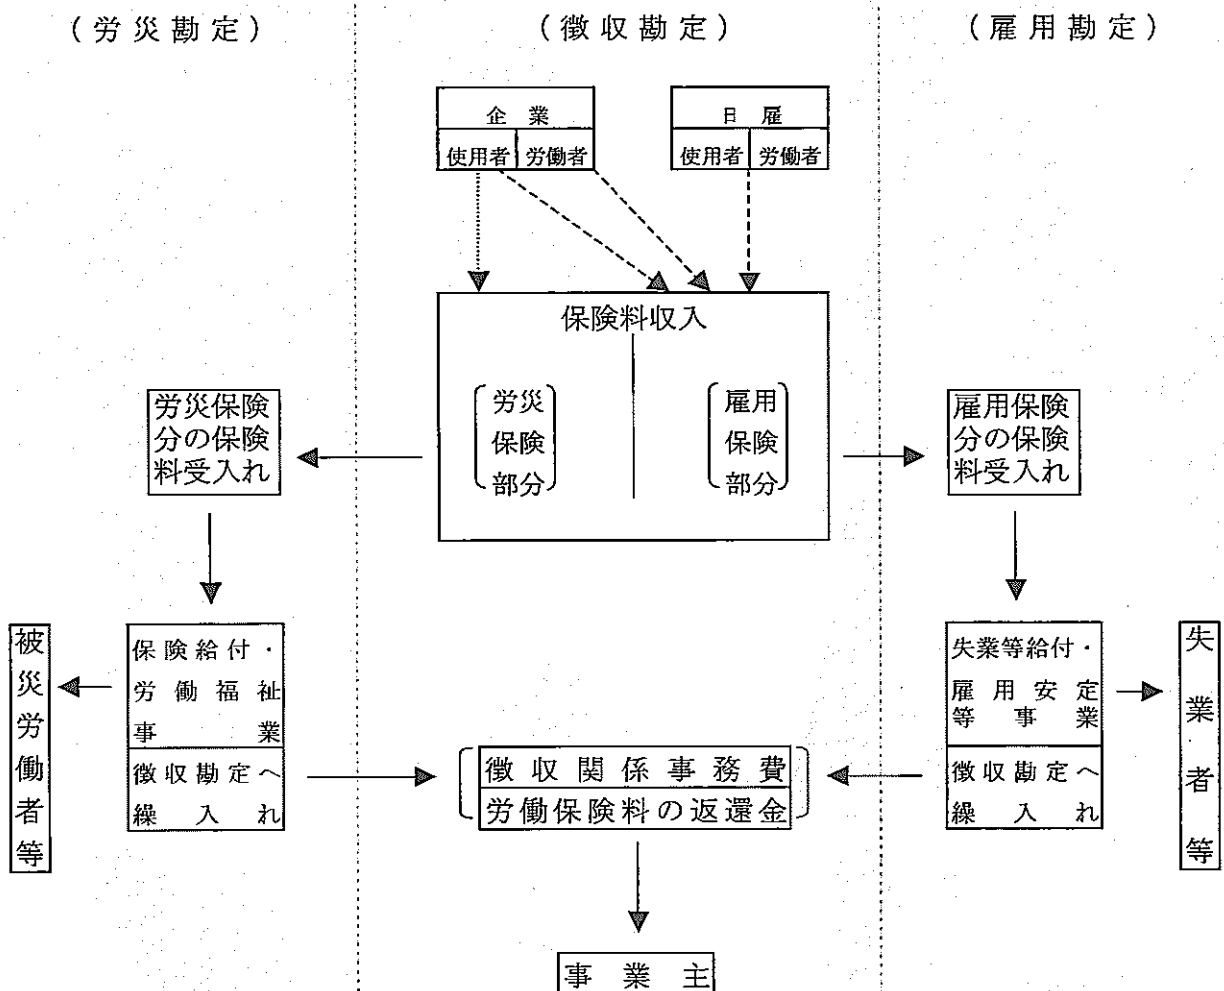 （労災勘定）
（徴収勘定）
（雇用勘定）
企業
使用者 労働者
日雇
使用者 労働者
保険料収入
労災
保険
部分
雇用
保険
部分
労災保険
分の保険
料受入れ
雇用保険
分の保険
料受入れ
被災労働者等
保険給付・
労働福祉
事業
徴収勘定へ
繰入れ
徴収関係事務費
労働保険料の返還金
失業等給付・
雇用安定
等事業
徴収勘定へ
繰入れ
失業者等
事業主